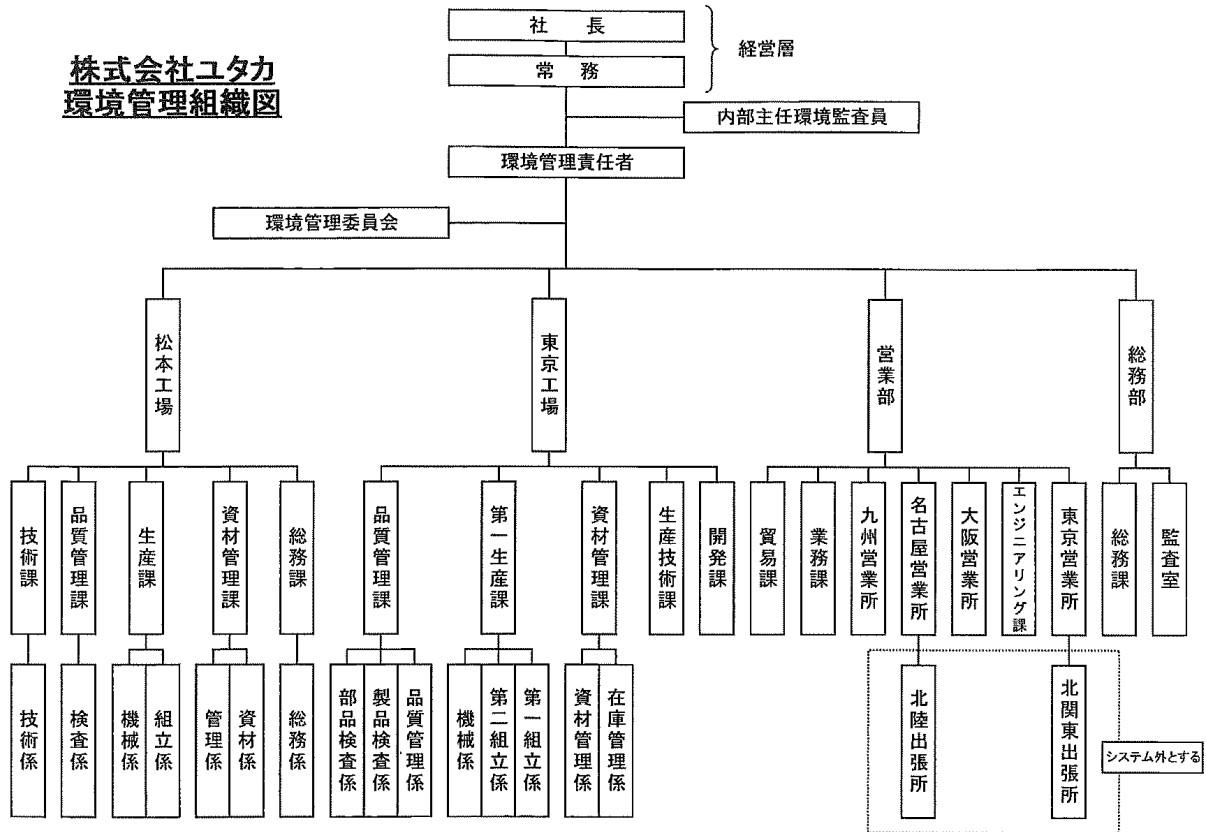 株式会社ユタカ
環境管理組織図
社　長
常　務
経営層
内部主任環境監査員
環境管理責任者
環境管理委員会
松本工場
東京工場
営業部
総務部
技術課
品質管理課
生産課
資材管理課
総務課
品質管理課
第一生産課
資材管理課
生産技術課
開発課
貿易課
業務課
九州営業所
名古屋営業所
大阪営業所
エンジニアリング課
東京営業所
総務課
監査室
技術係
検査係
機械係
組立係
管理係
資材係
総務係
部品検査係
製品検査係
品質管理係
機械係
第二組立係
第一組立係
資材管理係
在庫管理係
北陸出張所
北関東出張所
システム外とする